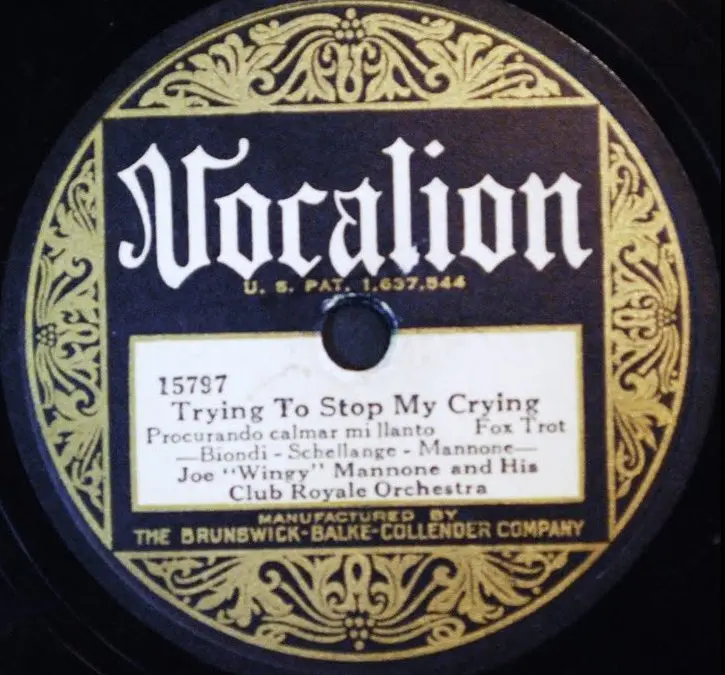 Vocalion
U. S. PAT. 1,637,544
15797
Trying To Stop My Crying
Procurando calmar mi llanto Fox Trot
—Biondi - Schellange - Mannone—
Joe "Wingy" Mannone and His
Club Royale Orchestra
MANUFACTURED BY
THE BRUNSWICK-BALKE-COLLENDER COMPANY